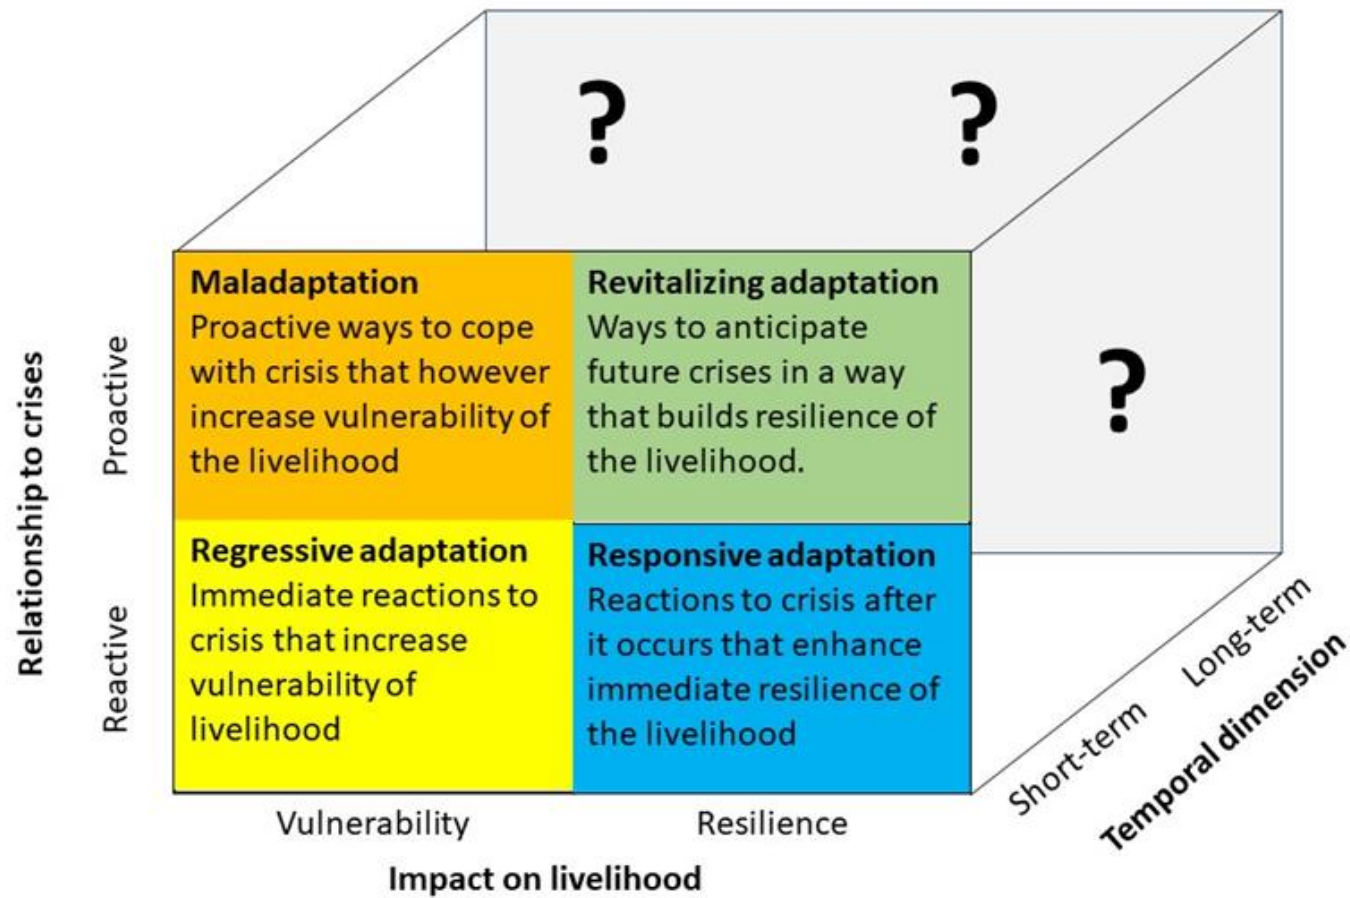 ?
?
Maladaptation
Proactive ways to cope
with crisis that however
increase vulnerability of
the livelihood
Revitalizing adaptation
Ways to anticipate
future crises in a way
that builds resilience of
the livelihood.
?
Regressive adaptation
Immediate reactions to
crisis that increase
vulnerability of
livelihood
Responsive adaptation
Reactions to crisis after
it occurs that enhance
immediate resilience of
the livelihood
Relationship to crises
Proactive
Reactive
Vulnerability
Resilience
Impact on livelihood
Short-term
Long-term
Temporal dimension